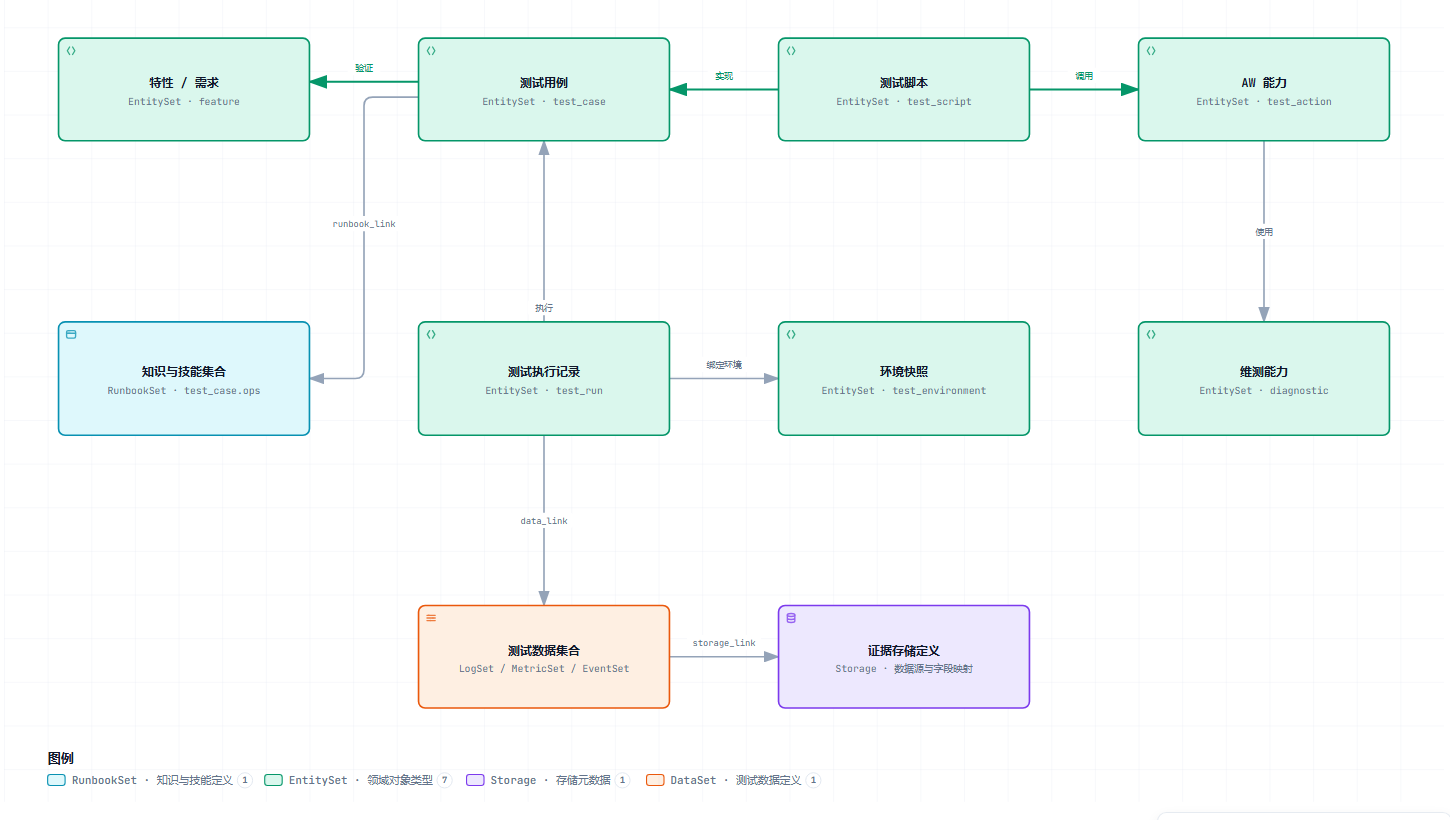 特性 / 需求
EntitySet · feature
验证
测试用例
EntitySet · test_case
实现
测试脚本
EntitySet · test_script
调用
AW 能力
EntitySet · test_action
runbook_link
使用
执行
知识与技能集合
RunbookSet · test_case.ops
测试执行记录
EntitySet · test_run
绑定环境
环境快照
EntitySet · test_environment
维测能力
EntitySet · diagnostic
data_link
测试数据集合
LogSet / MetricSet / EventSet
storage_link
证据存储定义
Storage · 数据源与字段映射
图例
RunbookSet · 知识与技能定义 1 EntitySet · 领域对象类型 7 Storage · 存储元数据 1 DataSet · 测试数据定义 1